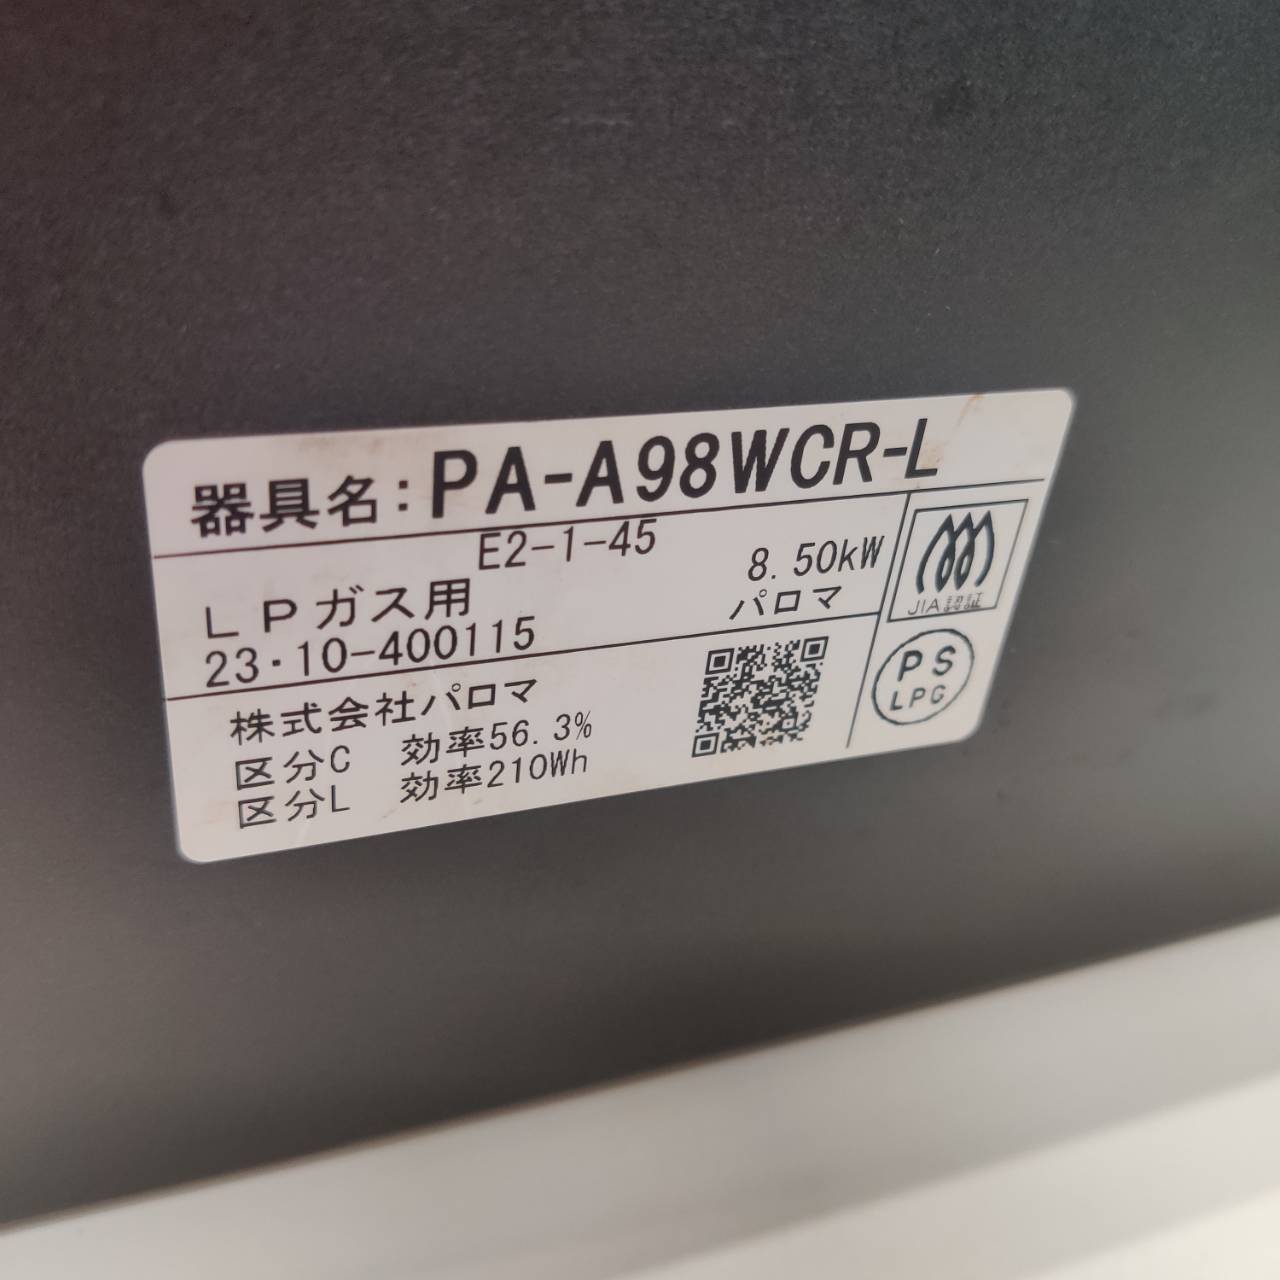 器具名：PA-A98WCR-L
E2-1-45
LPガス用
8.50kW
23・10-400115
パロマ
株式会社パロマ
区分C 効率56.3%
区分L 効率210Wh
JIA認証
PS
LPG